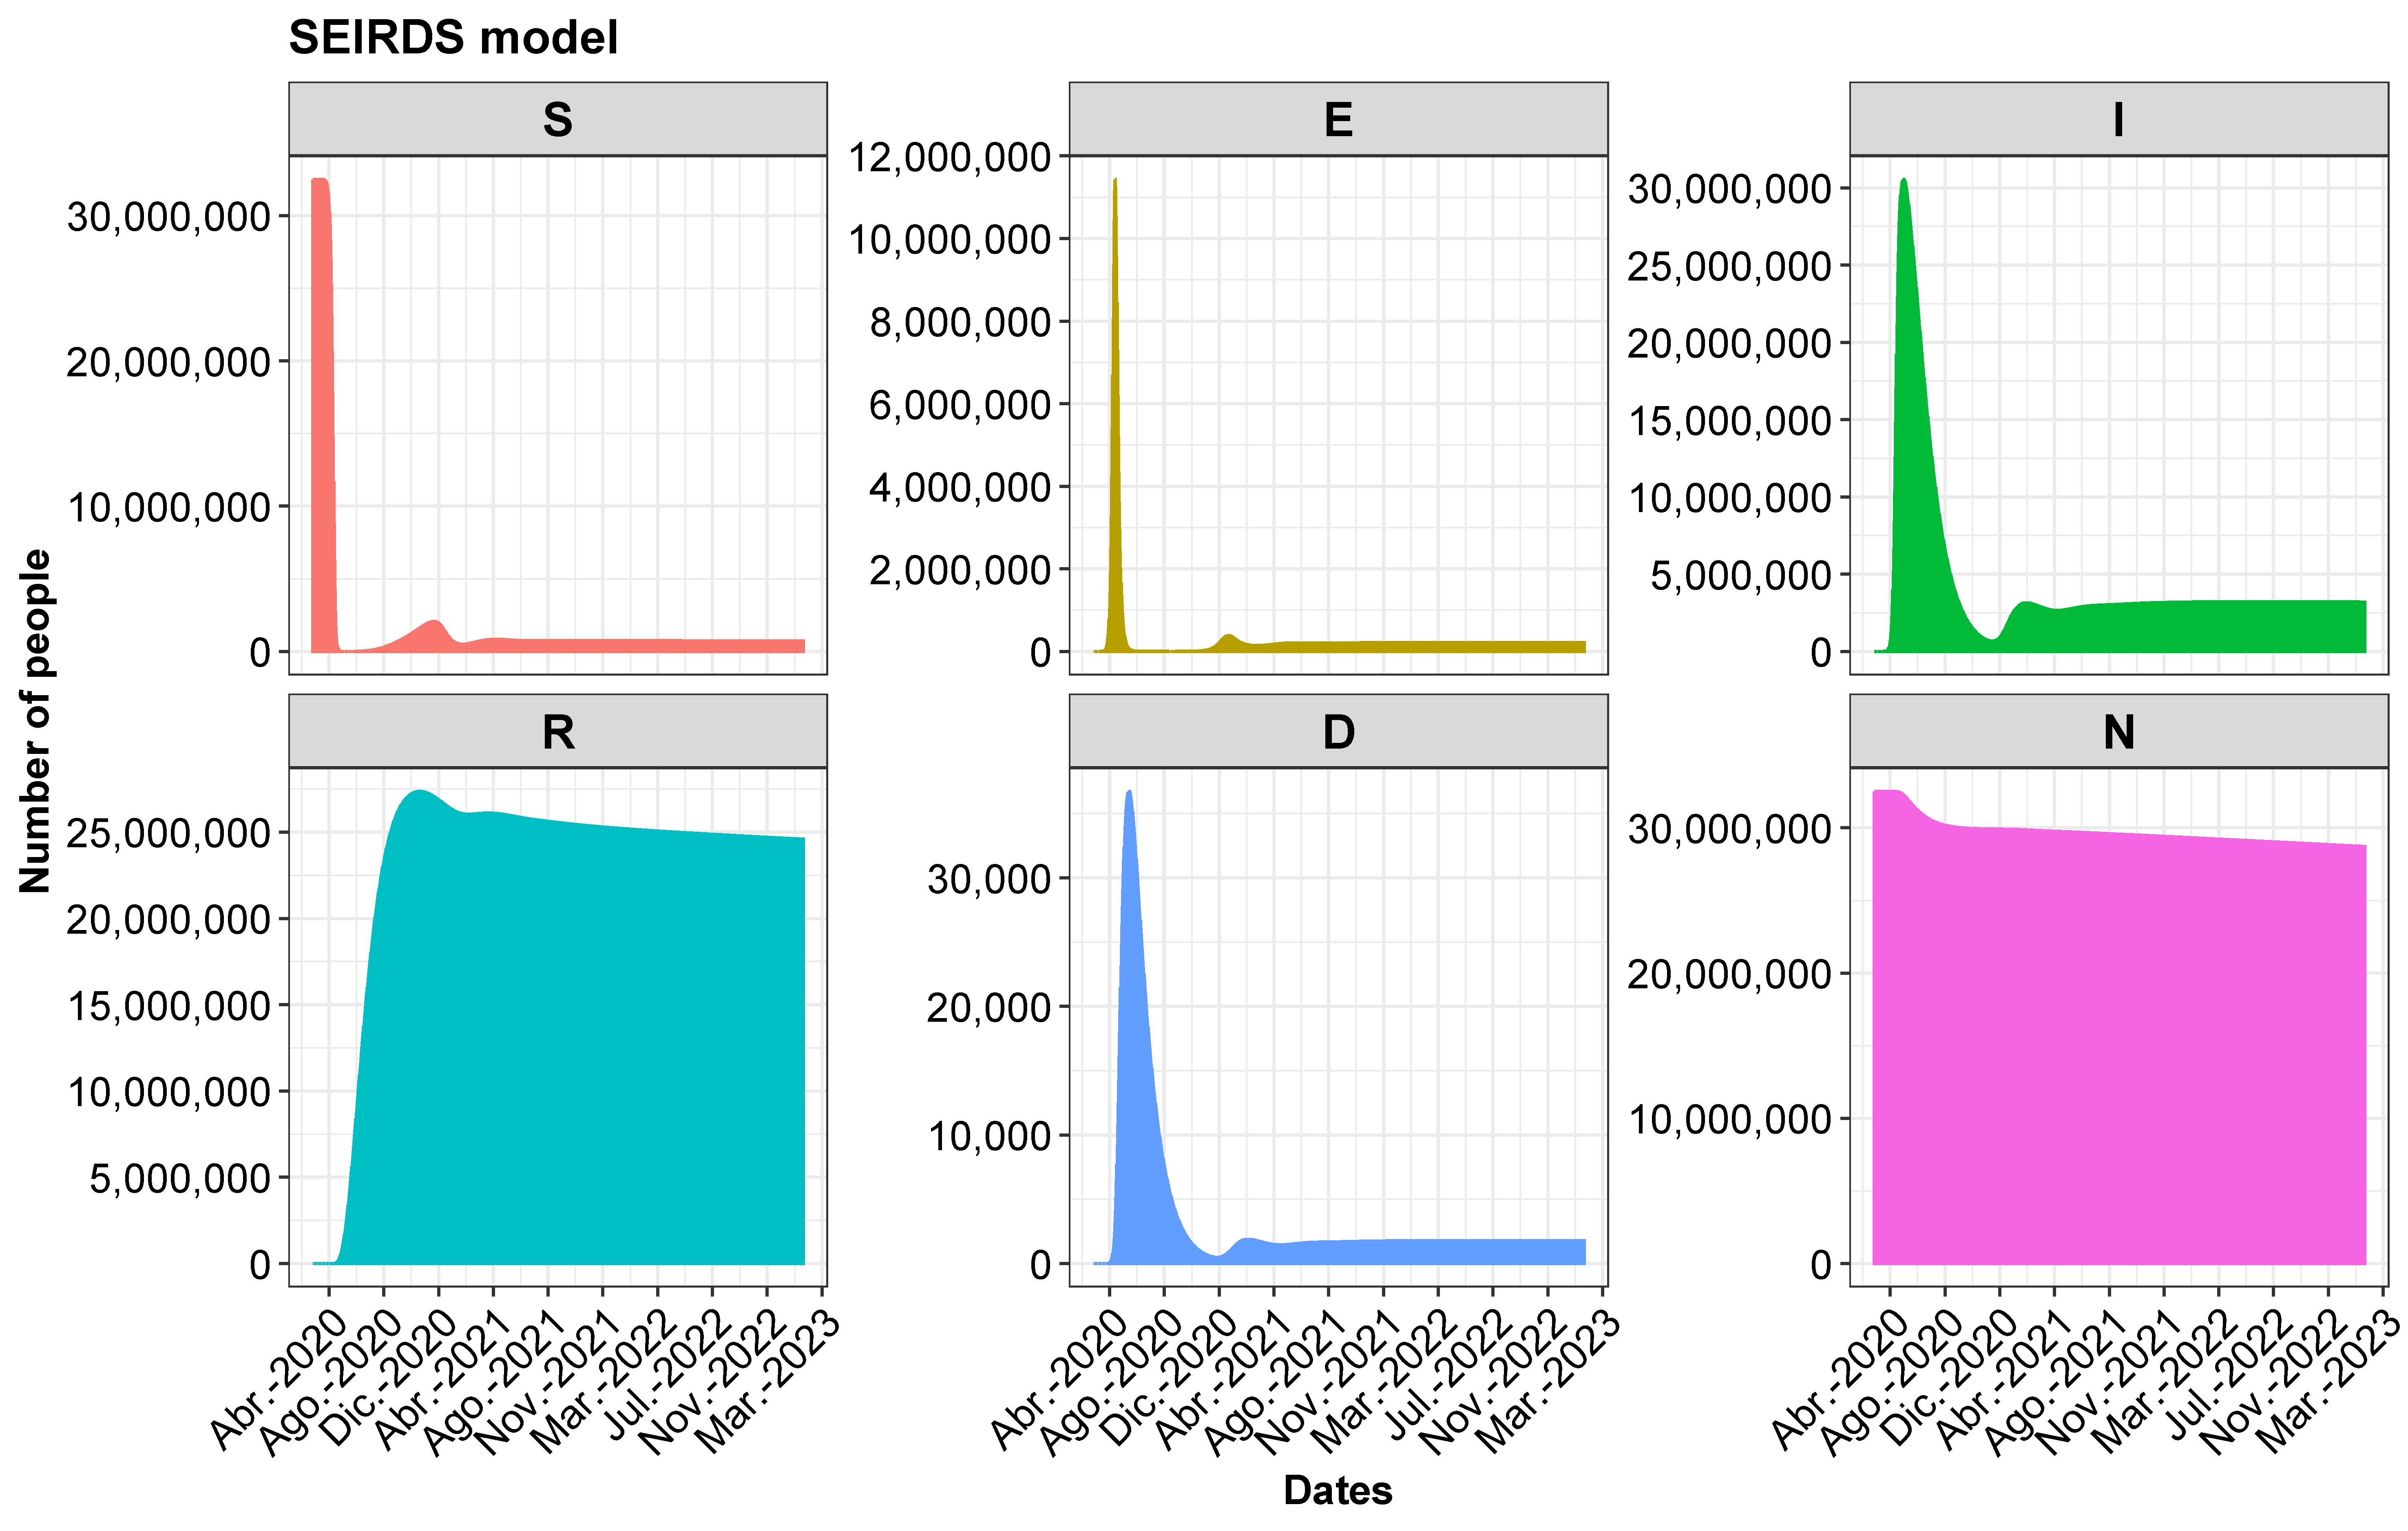 SEIRDS model
S
E
I
30,000,000
20,000,000
10,000,000
0
12,000,000
10,000,000
8,000,000
6,000,000
4,000,000
2,000,000
0
30,000,000
25,000,000
20,000,000
15,000,000
10,000,000
5,000,000
0
Number of people
R
D
N
25,000,000
20,000,000
15,000,000
10,000,000
5,000,000
0
30,000
20,000
10,000
0
30,000,000
20,000,000
10,000,000
0
Abr.-2020
Ago.-2020
Dic.-2020
Abr.-2021
Ago.-2021
Nov.-2021
Mar.-2022
Jul.-2022
Nov.-2022
Mar.-2023
Abr.-2020
Ago.-2020
Dic.-2020
Abr.-2021
Ago.-2021
Nov.-2021
Mar.-2022
Jul.-2022
Nov.-2022
Mar.-2023
Abr.-2020
Ago.-2020
Dic.-2020
Abr.-2021
Ago.-2021
Nov.-2021
Mar.-2022
Jul.-2022
Nov.-2022
Mar.-2023
Dates